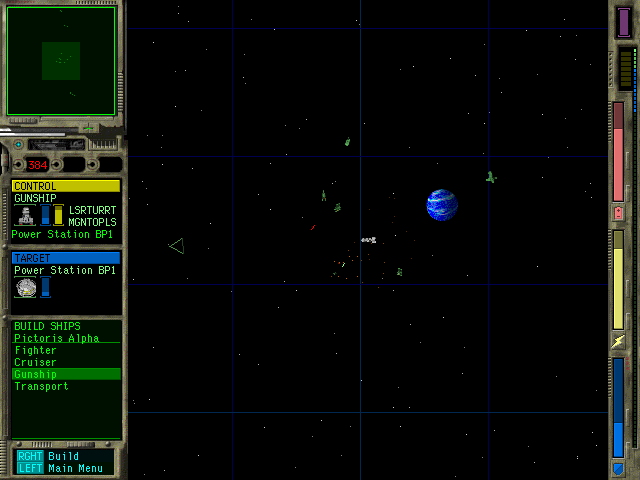 384
CONTROL
GUNSHIP
LSRTURRT
MGNTOPLS
Power Station BP1
TARGET
Power Station BP1
BUILD SHIPS
Pictoris Alpha
Fighter
Cruiser
Gunship
Transport
RGHT Build
LEFT Main Menu